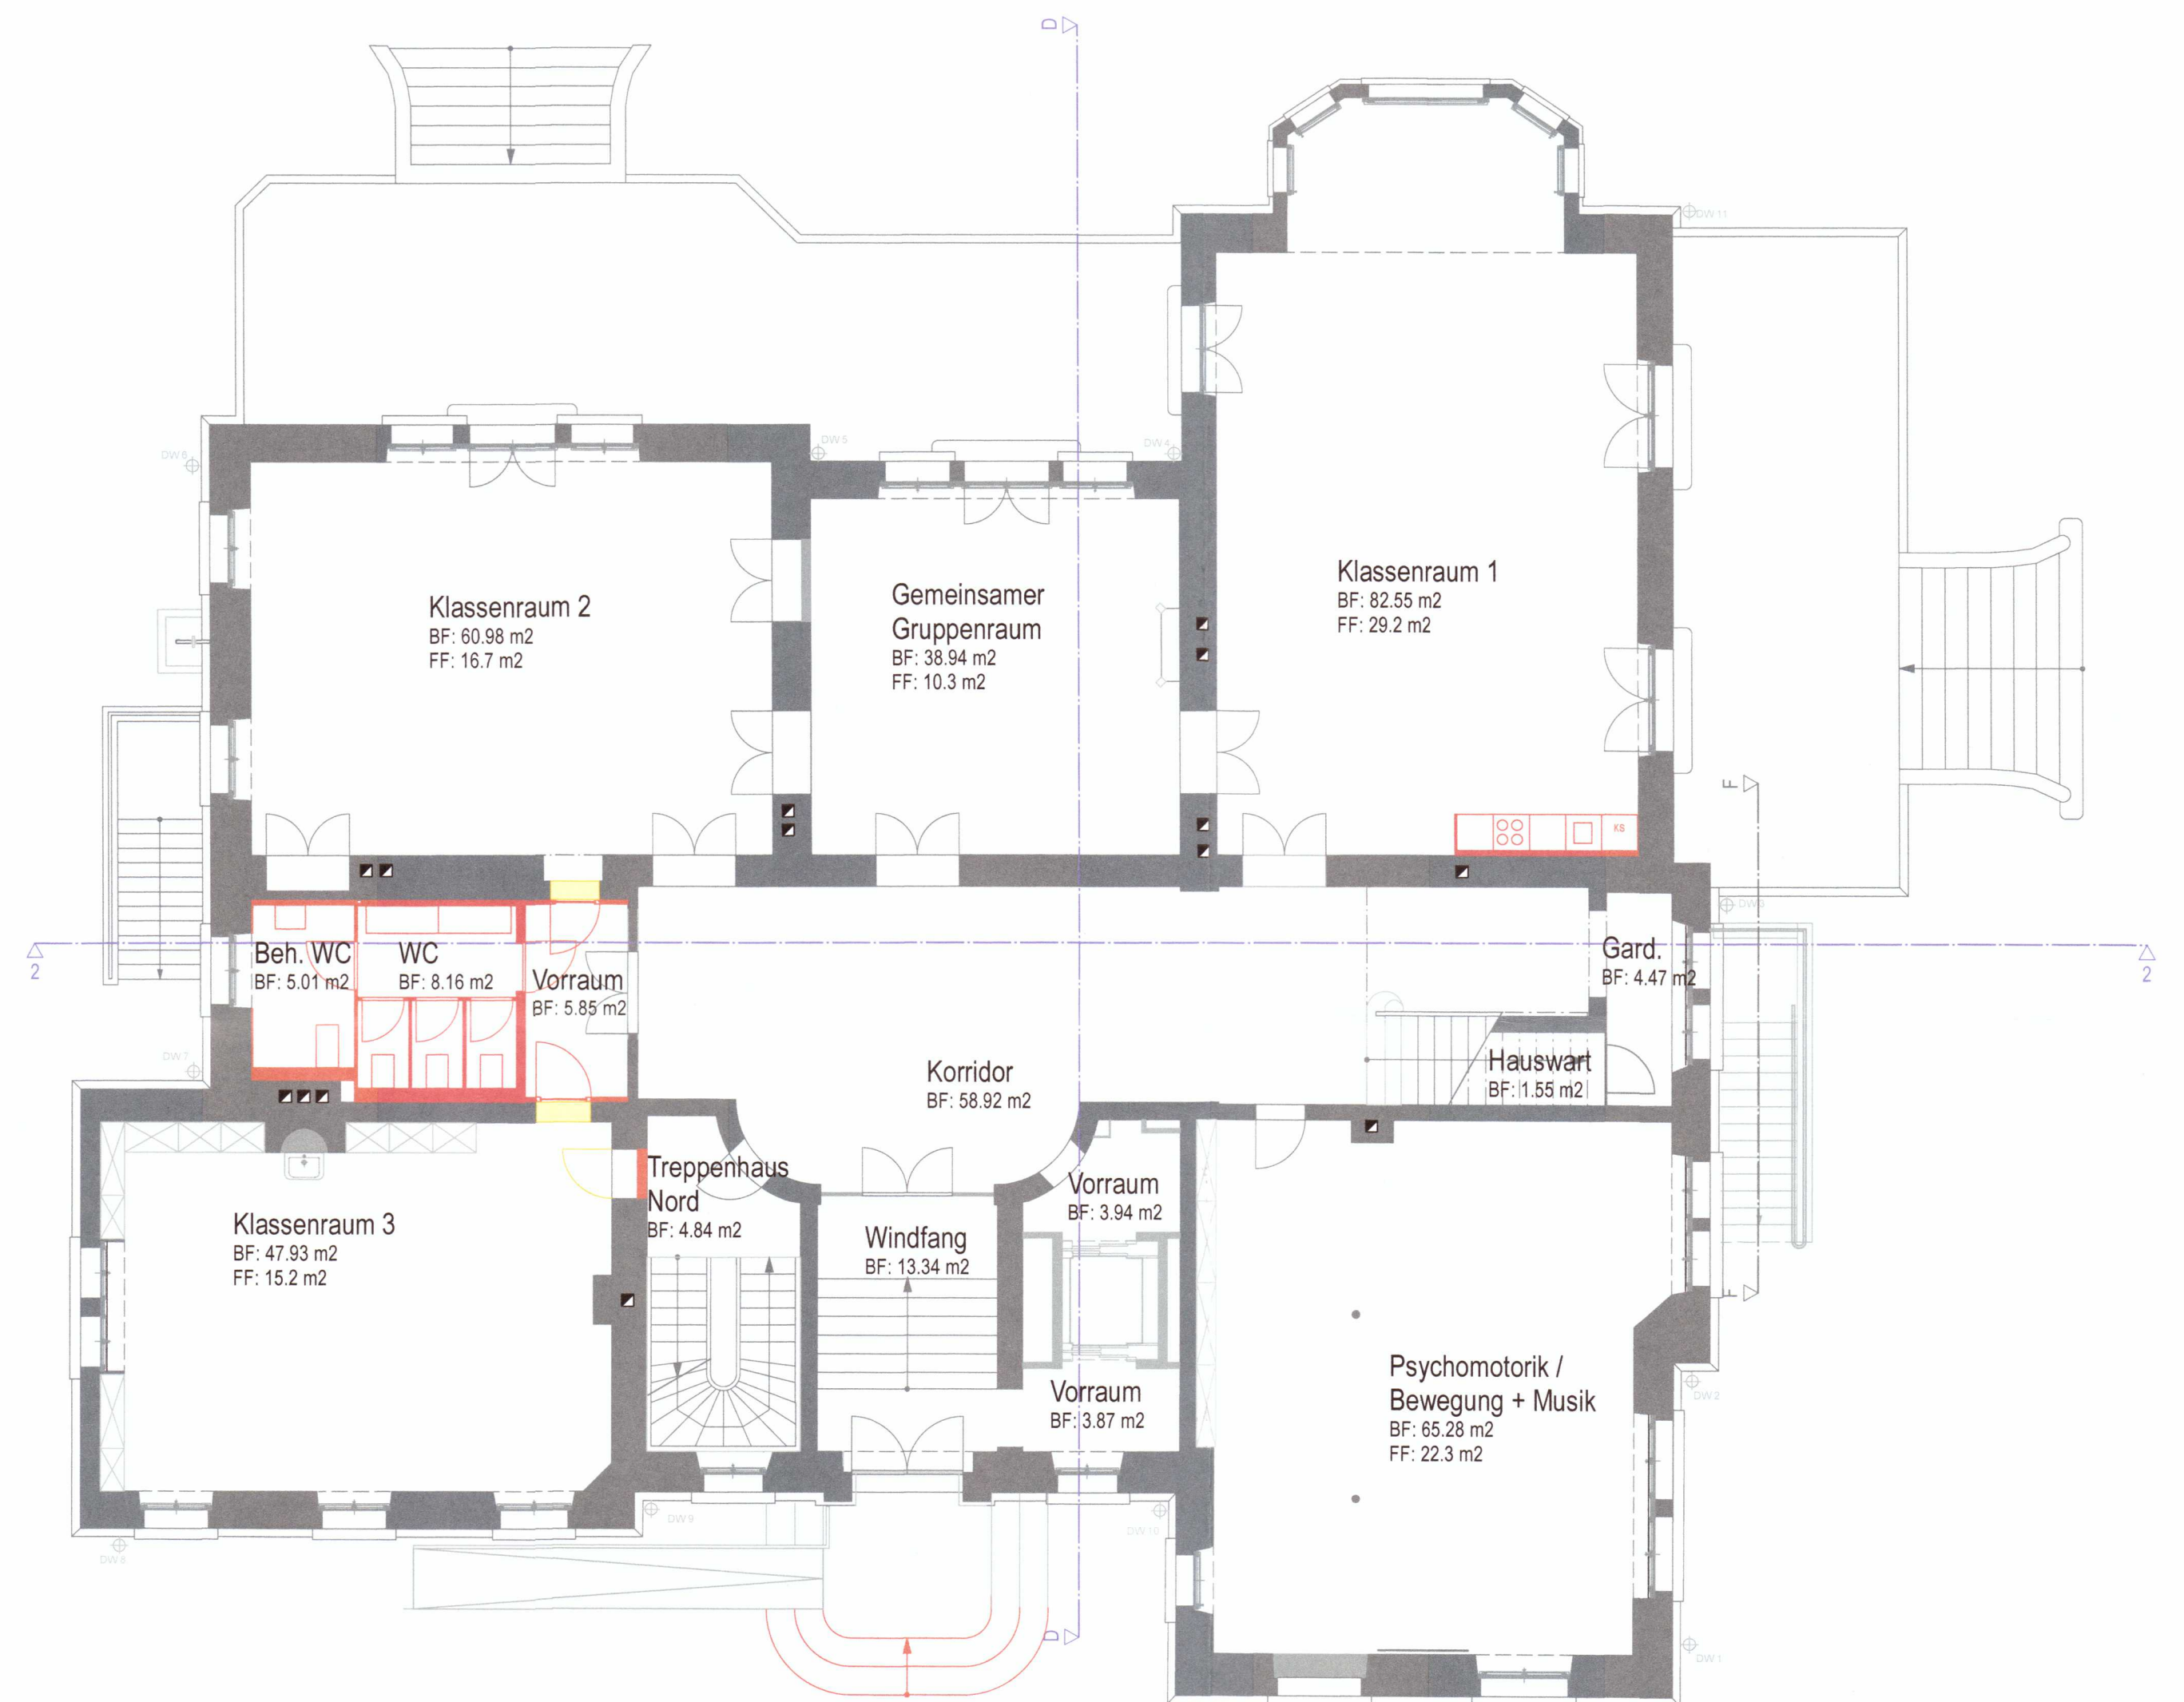 D
DW 11
DW 5
DW 4
DW 6
Klassenraum 1
BF: 82.55 m2
FF: 29.2 m2
Klassenraum 2
BF: 60.98 m2
FF: 16.7 m2
Gemeinsamer
Gruppenraum
BF: 38.94 m2
FF: 10.3 m2
F
KS
Beh. WC
BF: 5.01 m2
WC
BF: 8.16 m2
Vorraum
BF: 5.85 m2
Gard.
BF: 4.47 m2
2
2
DW 7
Korridor
BF: 58.92 m2
Hauswart
BF: 1.55 m2
Treppenhaus
Nord
BF: 4.84 m2
Vorraum
BF: 3.94 m2
Klassenraum 3
BF: 47.93 m2
FF: 15.2 m2
Windfang
BF: 13.34 m2
F
Psychomotorik /
Bewegung + Musik
BF: 65.28 m2
FF: 22.3 m2
Vorraum
BF: 3.87 m2
DW 2
DW 9
DW 10
DW 8
D
DW 1